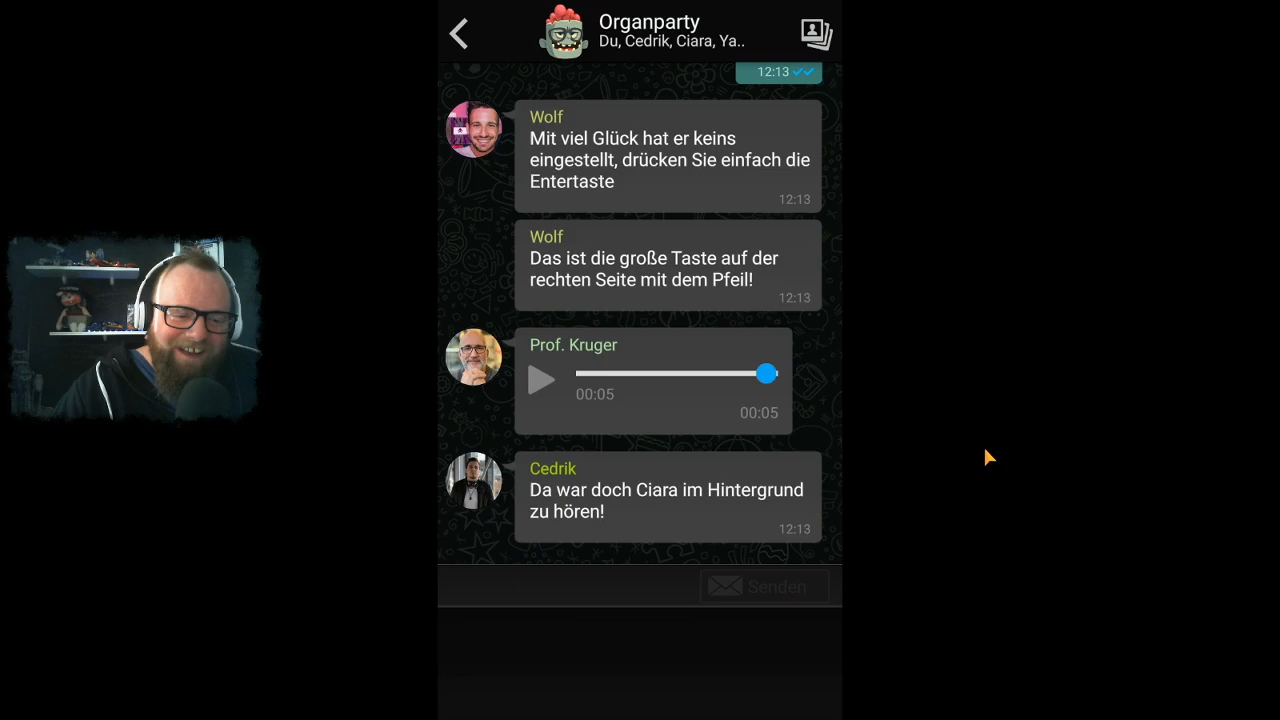 Organparty
Du, Cedrik, Ciara, Ya..
12:13
Wolf
Mit viel Glück hat er keins
eingestellt, drücken Sie einfach die
Entertaste
12:13
Wolf
Das ist die große Taste auf der
rechten Seite mit dem Pfeil!
12:13
Prof. Kruger
00:05
00:05
Cedrik
Da war doch Ciara im Hintergrund
zu hören!
12:13
Senden